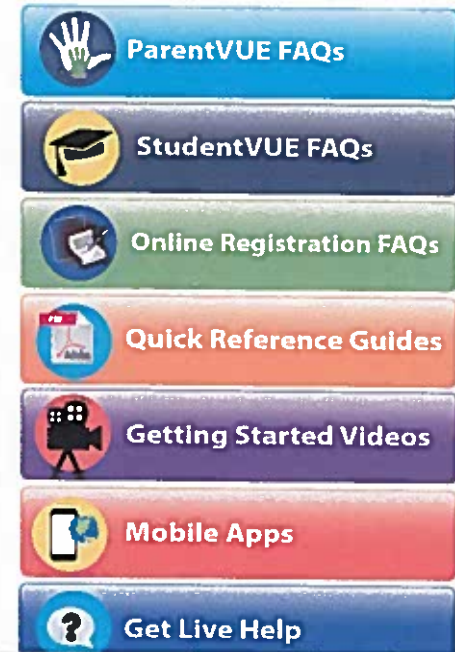 ParentVUE FAQs
StudentVUE FAQs
Online Registration FAQs
Quick Reference Guides
Getting Started Videos
Mobile Apps
Get Live Help